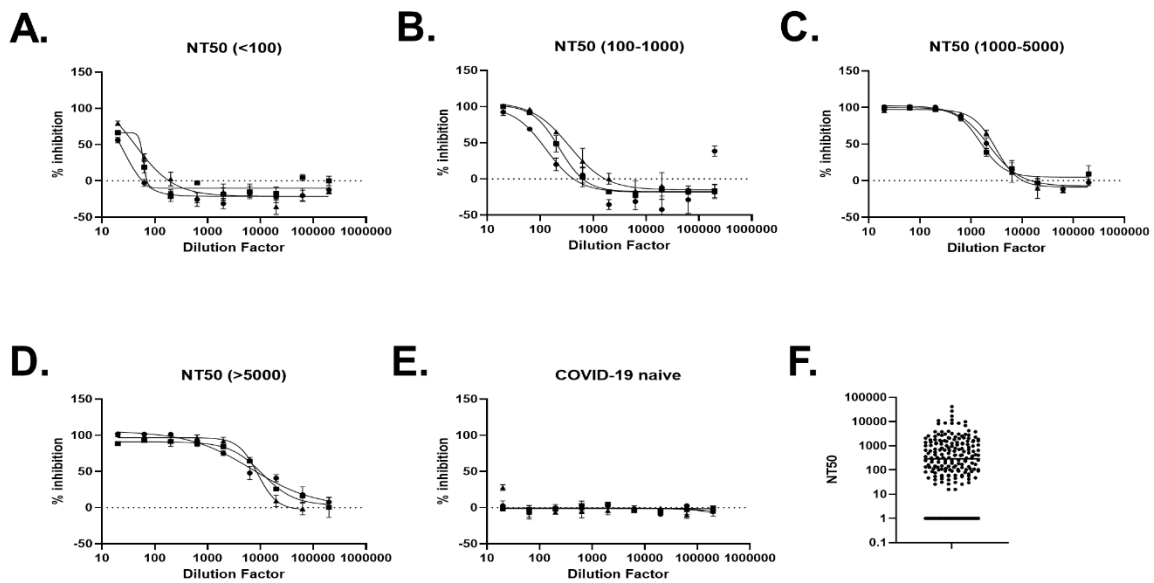 A.
NT50 (<100)
% inhibition
150
100
50
0
-50
10 100 1000 10000 100000 1000000
Dilution Factor
B.
NT50 (100-1000)
% inhibition
150
100
50
0
-50
10 100 1000 10000 100000 1000000
Dilution Factor
C.
NT50 (1000-5000)
% inhibition
150
100
50
0
-50
10 100 1000 10000 100000 1000000
Dilution Factor
D.
NT50 (>5000)
% inhibition
150
100
50
0
-50
10 100 1000 10000 100000 1000000
Dilution Factor
E.
COVID-19 naive
% inhibition
150
100
50
0
-50
10 100 1000 10000 100000 1000000
Dilution Factor
F.
NT50
100000
10000
1000
100
10
1
0.1